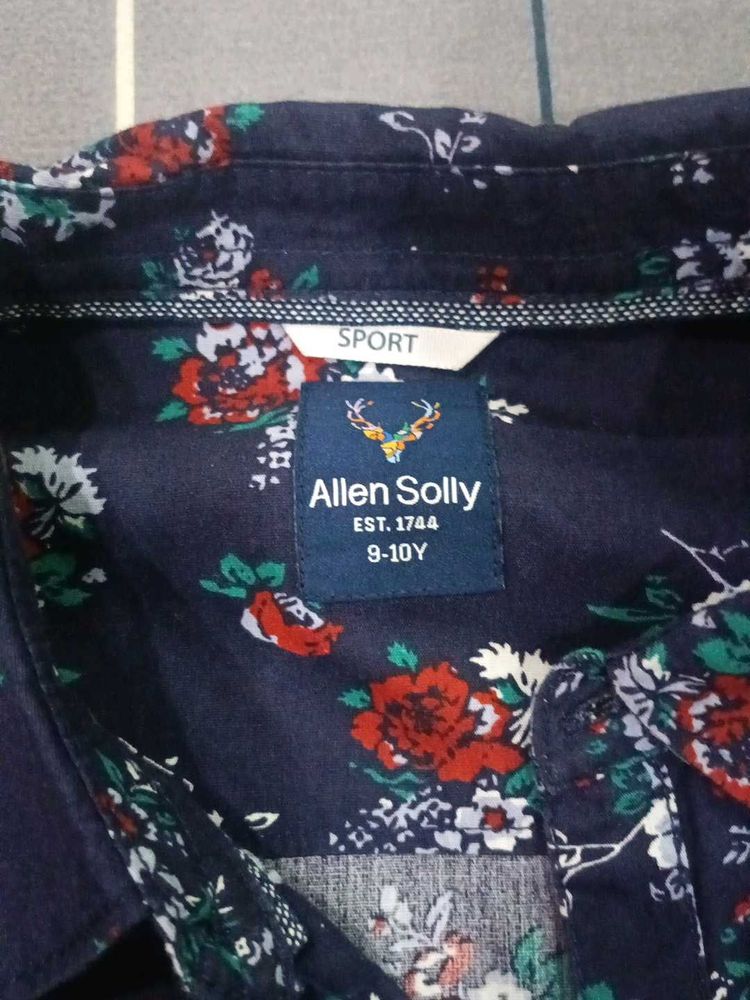 SPORT
Allen Solly
EST. 1744
9-10Y